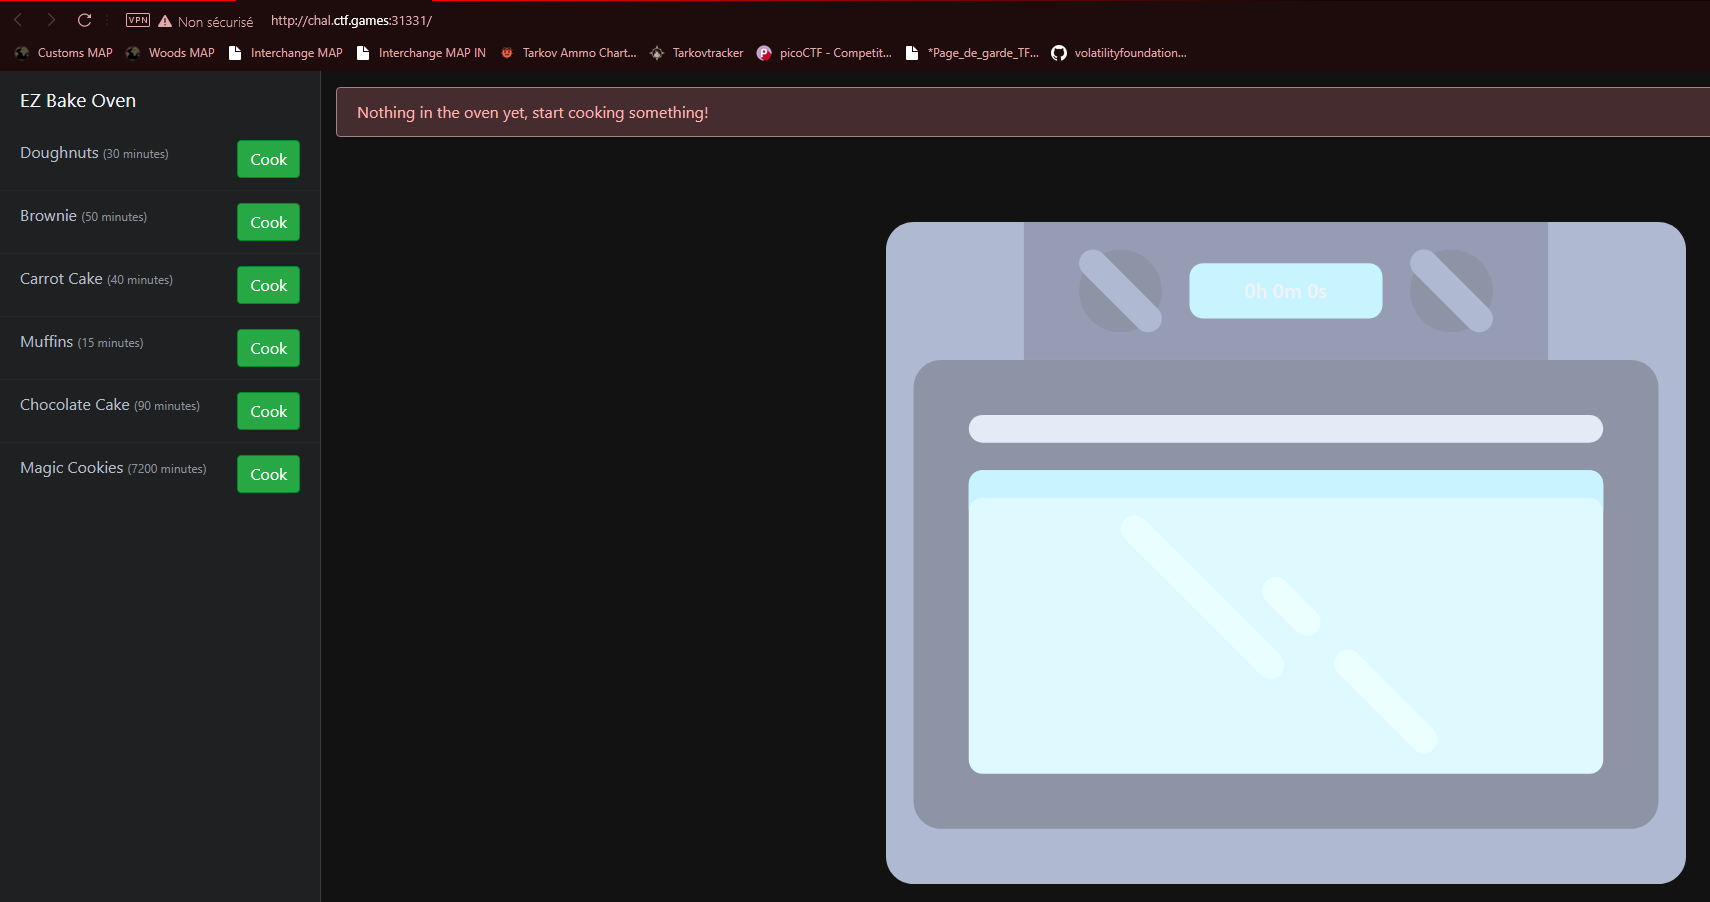 VPN Non sécurisé http://chal.ctf.games:31331/
Customs MAP Woods MAP Interchange MAP Interchange MAP IN Tarkov Ammo Chart... Tarkovtracker picoCTF - Competit... *Page_de_garde_TF... volatilityfoundation...
EZ Bake Oven
Nothing in the oven yet, start cooking something!
Doughnuts (30 minutes) Cook
Brownie (50 minutes) Cook
Carrot Cake (40 minutes) Cook
Muffins (15 minutes) Cook
Chocolate Cake (90 minutes) Cook
Magic Cookies (7200 minutes) Cook
0h 0m 0s